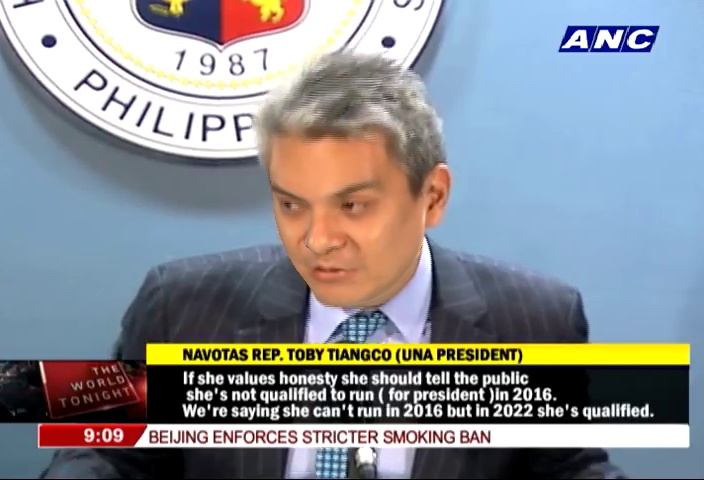 1987
PHILIPP
ANC
NAVOTAS REP. TOBY TIANGCO (UNA PRESIDENT)
If she values honesty she should tell the public
she's not qualified to run ( for president )in 2016.
We're saying she can't run in 2016 but in 2022 she's qualified.
THE
WORLD
TONIGHT
9:09
BEIJING ENFORCES STRICTER SMOKING BAN